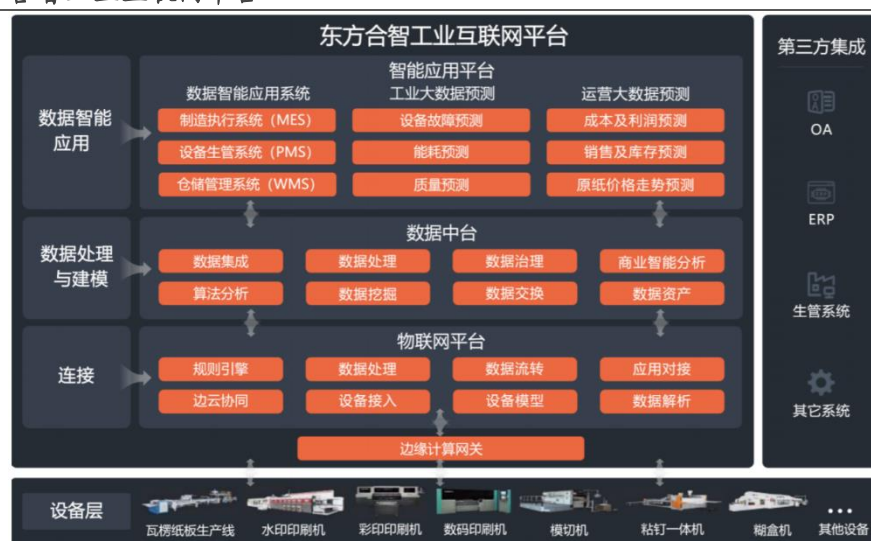 东方合智工业互联网平台
第三方集成
OA
ERP
生管系统
其它系统
数据智能
应用
智能应用平台
数据智能应用系统 工业大数据预测 运营大数据预测
制造执行系统（MES） 设备故障预测 成本及利润预测
设备生管系统（PMS） 能耗预测 销售及库存预测
仓储管理系统（WMS） 质量预测 原纸价格走势预测
数据处理
与建模
数据中台
数据集成 数据处理 数据治理 商业智能分析
算法分析 数据挖掘 数据交换 数据资产
连接
物联网平台
规则引擎 数据处理 数据流转 应用对接
边云协同 设备接入 设备模型 数据解析
边缘计算网关
设备层
瓦楞纸板生产线 水印印刷机 彩印印刷机 数码印刷机 模切机 粘钉一体机 糊盒机 其他设备